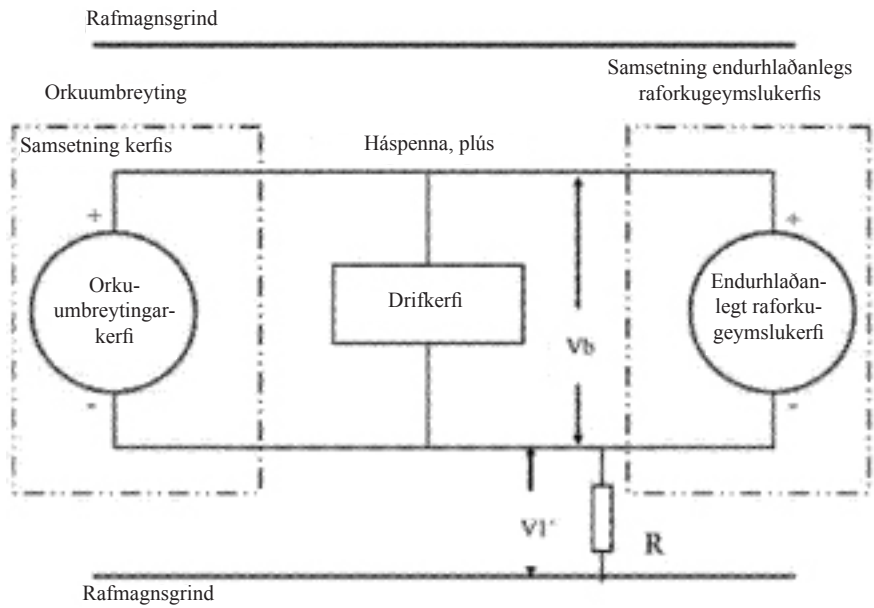 Rafmagnsgrind
Samsetning endurhlaðanlegs
raforkugeymslukerfis
Orkuumbreyting
Samsetning kerfis
Háspenna, plús
+
+
Orku-
umbreytingar-
kerfi
Drifkerfi
Endurhlaðan-
legt raforku-
geymslukerfi
Vb
-
-
V1'
R
Rafmagnsgrind